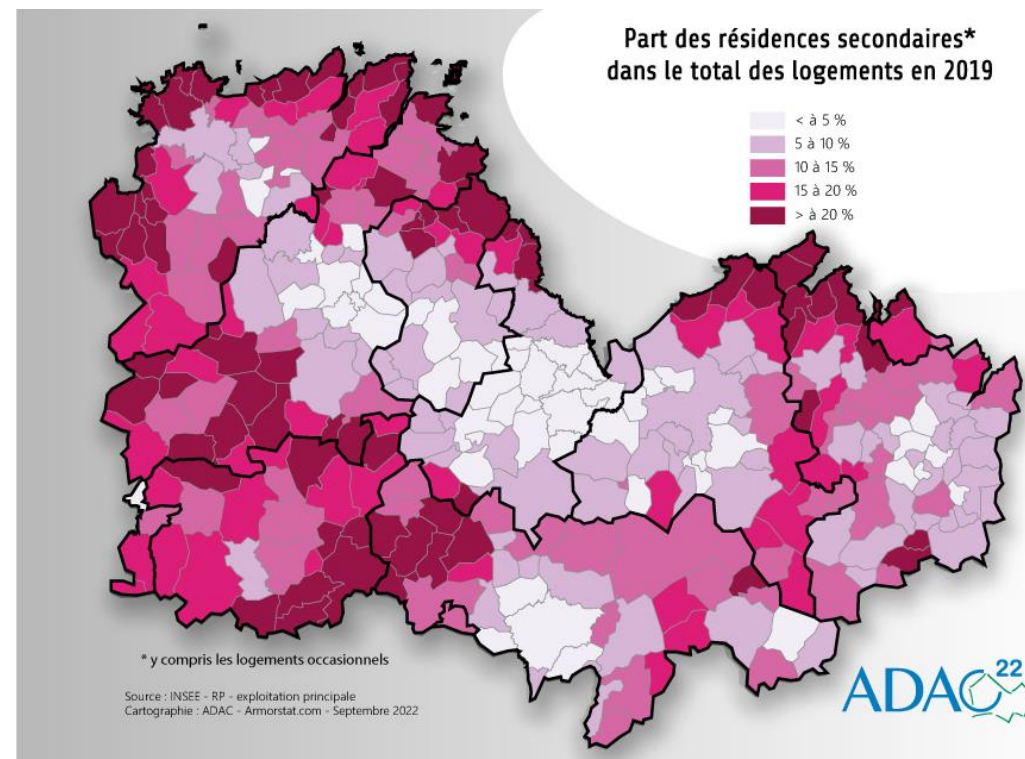 Part des résidences secondaires*
dans le total des logements en 2019
< à 5 %
5 à 10 %
10 à 15 %
15 à 20 %
> à 20 %
* y compris les logements occasionnels
Source : INSEE - RP - exploitation principale
Cartographie : ADAC - Armorstat.com - Septembre 2022
ADAC 22